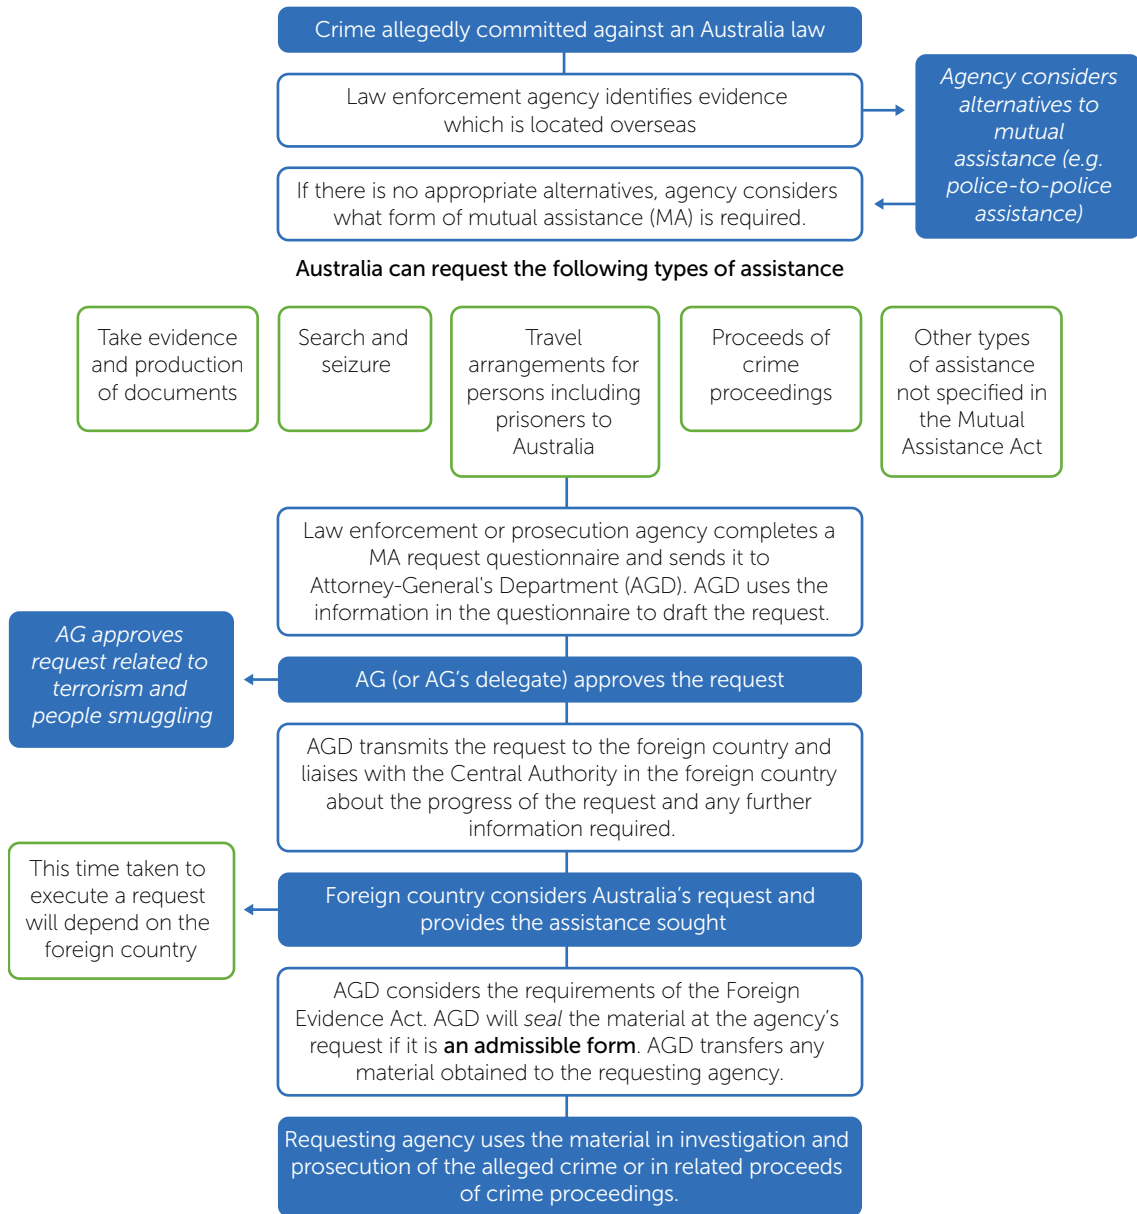 Crime allegedly committed against an Australia law
Law enforcement agency identifies evidence
which is located overseas
Agency considers
alternatives to
mutual
assistance (e.g.
police-to-police
assistance)
If there is no appropriate alternatives, agency considers
what form of mutual assistance (MA) is required.
Australia can request the following types of assistance
Take evidence
and production
of documents
Search and
seizure
Travel
arrangements for
persons including
prisoners to
Australia
Proceeds of
crime
proceedings
Other types
of assistance
not specified in
the Mutual
Assistance Act
Law enforcement or prosecution agency completes a
MA request questionnaire and sends it to
Attorney-General's Department (AGD). AGD uses the
information in the questionnaire to draft the request.
AG approves
request related to
terrorism and
people smuggling
AG (or AG's delegate) approves the request
AGD transmits the request to the foreign country and
liaises with the Central Authority in the foreign country
about the progress of the request and any further
information required.
This time taken to
execute a request
will depend on the
foreign country
Foreign country considers Australia's request and
provides the assistance sought
AGD considers the requirements of the Foreign
Evidence Act. AGD will seal the material at the agency's
request if it is an admissible form. AGD transfers any
material obtained to the requesting agency.
Requesting agency uses the material in investigation and
prosecution of the alleged crime or in related proceeds
of crime proceedings.